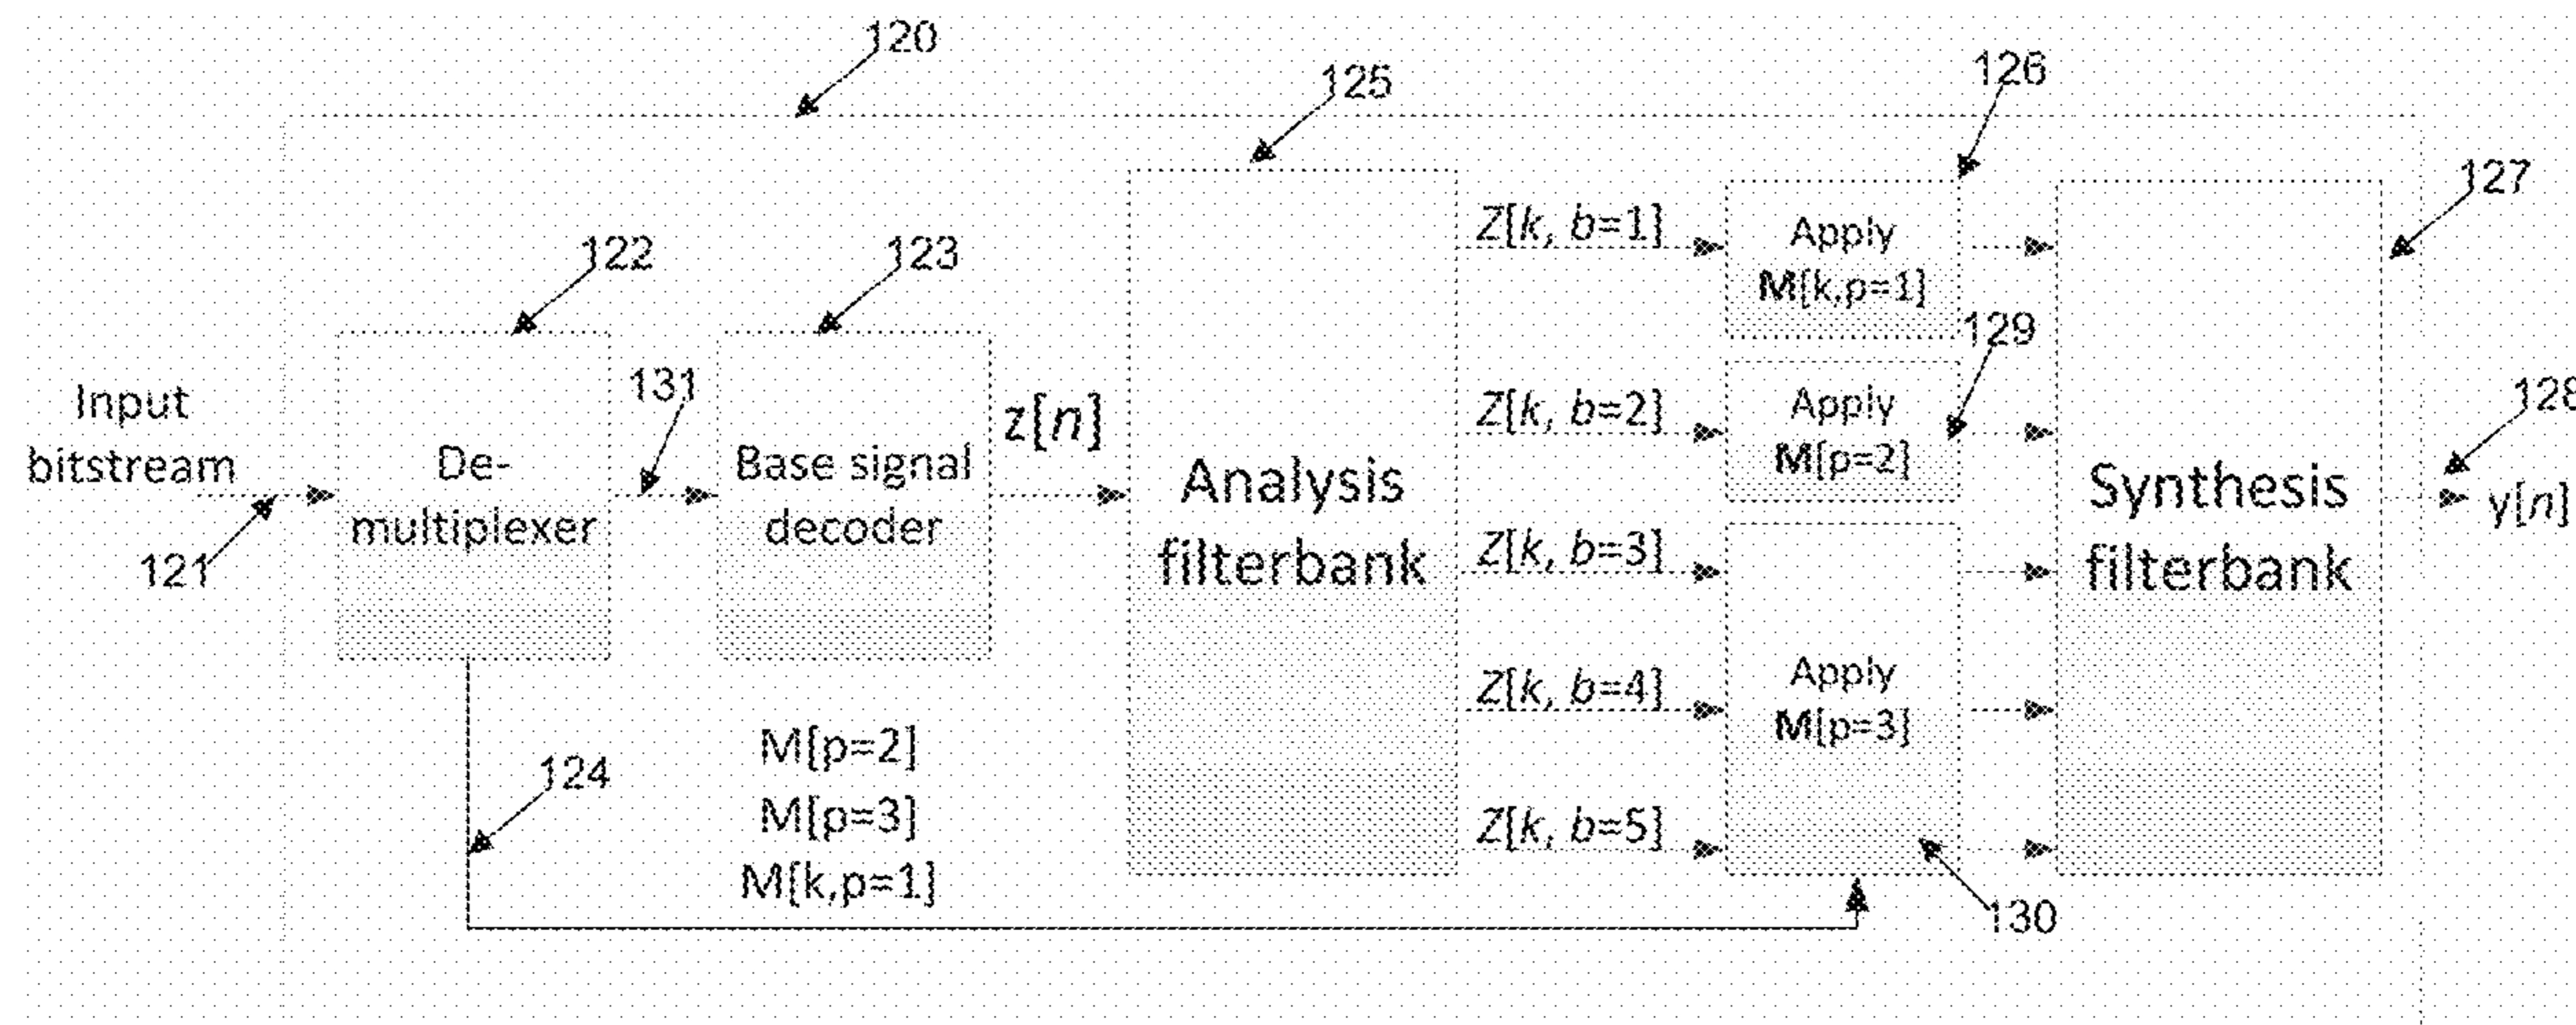 120
125
126
127
122
123
Z[k, b=1]
Apply
M[k,p=1]
129
131
Input
bitstream
De-
multiplexer
Base signal
decoder
z[n]
Analysis
filterbank
Z[k, b=2]
Apply
M[p=2]
Synthesis
filterbank
128
y[n]
121
Z[k, b=3]
Z[k, b=4]
Apply
M[p=3]
Z[k, b=5]
124
M[p=2]
M[p=3]
M[k,p=1]
130